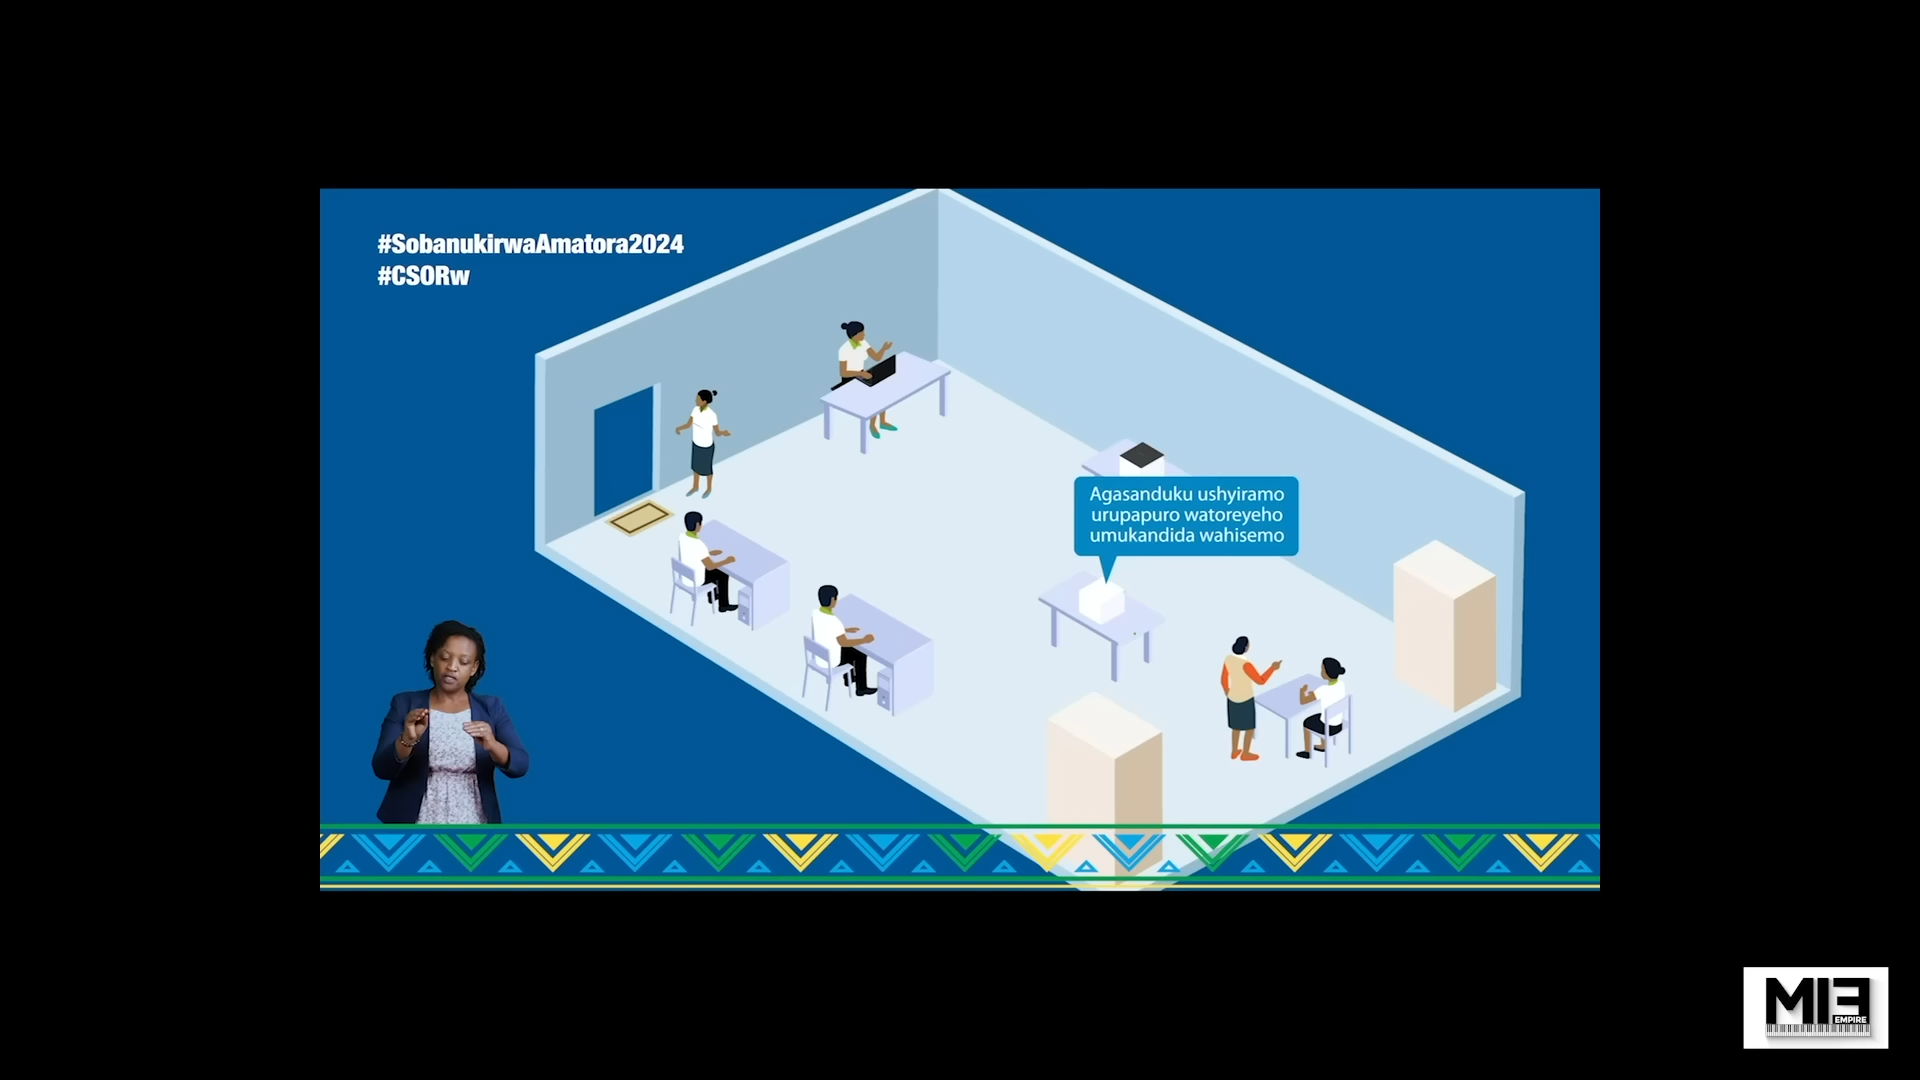 #SobanukirwaAmatora2024
#CSORw
Agasanduku ushyiramo
urupapuro watoreyeho
umukandida wahisemo
MIE
EMPIRE